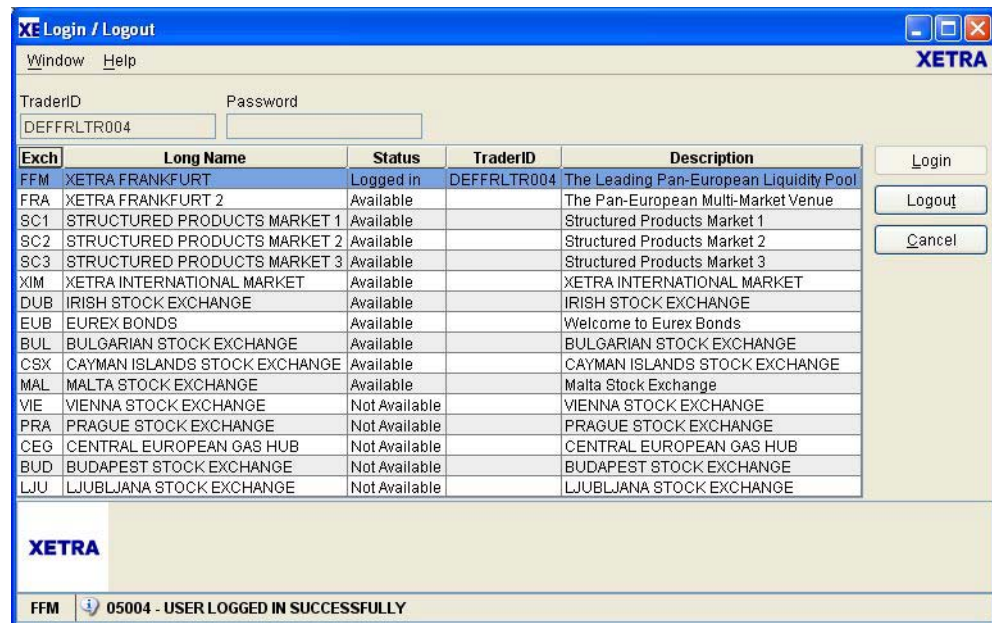 XE Login / Logout
Window Help XETRA
TraderID Password
DEFFRLTR004
Exch Long Name Status TraderID Description
FFM XETRA FRANKFURT Logged in DEFFRLTR004 The Leading Pan-European Liquidity Pool
FRA XETRA FRANKFURT 2 Available The Pan-European Multi-Market Venue
SC1 STRUCTURED PRODUCTS MARKET 1 Available Structured Products Market 1
SC2 STRUCTURED PRODUCTS MARKET 2 Available Structured Products Market 2
SC3 STRUCTURED PRODUCTS MARKET 3 Available Structured Products Market 3
XIM XETRA INTERNATIONAL MARKET Available XETRA INTERNATIONAL MARKET
DUB IRISH STOCK EXCHANGE Available IRISH STOCK EXCHANGE
EUB EUREX BONDS Available Welcome to Eurex Bonds
BUL BULGARIAN STOCK EXCHANGE Available BULGARIAN STOCK EXCHANGE
CSX CAYMAN ISLANDS STOCK EXCHANGE Available CAYMAN ISLANDS STOCK EXCHANGE
MAL MALTA STOCK EXCHANGE Available Malta Stock Exchange
VIE VIENNA STOCK EXCHANGE Not Available VIENNA STOCK EXCHANGE
PRA PRAGUE STOCK EXCHANGE Not Available PRAGUE STOCK EXCHANGE
CEG CENTRAL EUROPEAN GAS HUB Not Available CENTRAL EUROPEAN GAS HUB
BUD BUDAPEST STOCK EXCHANGE Not Available BUDAPEST STOCK EXCHANGE
LJU LJUBLJANA STOCK EXCHANGE Not Available LJUBLJANA STOCK EXCHANGE
Login
Logout
Cancel
XETRA
FFM 05004 - USER LOGGED IN SUCCESSFULLY